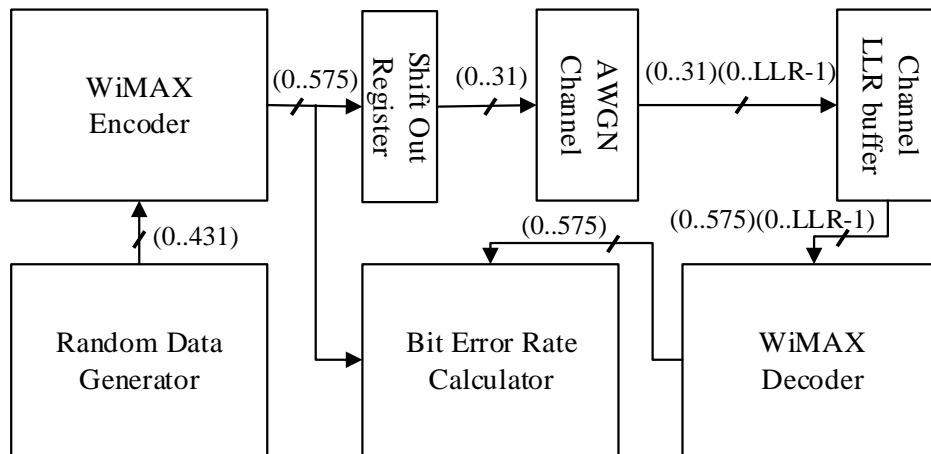 WiMAX
Encoder
(0..575)
Shift Out
Register
(0..31)
AWGN
Channel
(0..31)(0..LLR-1)
Channel
LLR buffer
(0..431)
(0..575)
(0..575)(0..LLR-1)
Random Data
Generator
Bit Error Rate
Calculator
WiMAX
Decoder